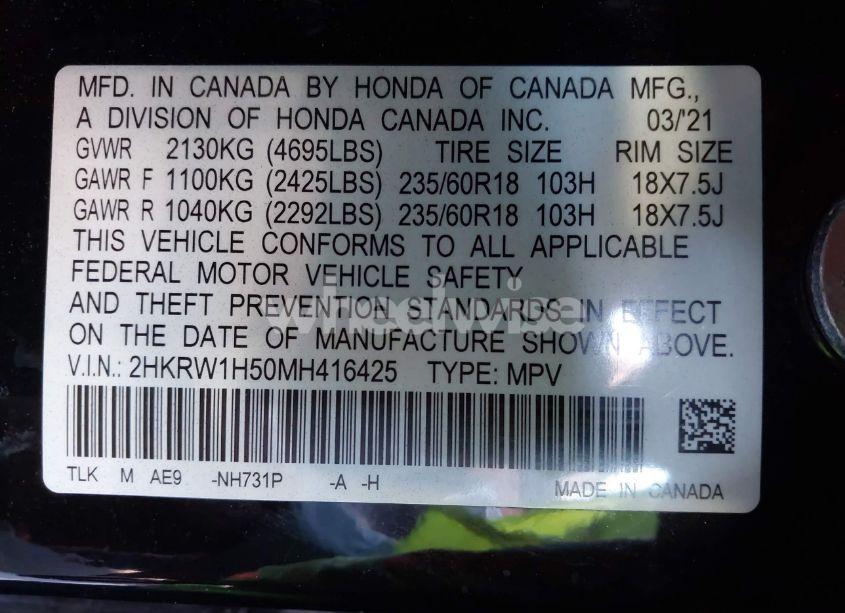 MFD. IN CANADA BY HONDA OF CANADA MFG.,
A DIVISION OF HONDA CANADA INC. 03/'21
GVWR 2130KG (4695LBS) TIRE SIZE RIM SIZE
GAWR F 1100KG (2425LBS) 235/60R18 103H 18X7.5J
GAWR R 1040KG (2292LBS) 235/60R18 103H 18X7.5J
THIS VEHICLE CONFORMS TO ALL APPLICABLE
FEDERAL MOTOR VEHICLE SAFETY
AND THEFT PREVENTION STANDARDS IN EFFECT
wheelwise
ON THE DATE OF MANUFACTURE SHOWN ABOVE.
V.I.N.: 2HKRW1H50MH416425 TYPE: MPV
TLK M AE9 -NH731P -A -H
MADE IN CANADA